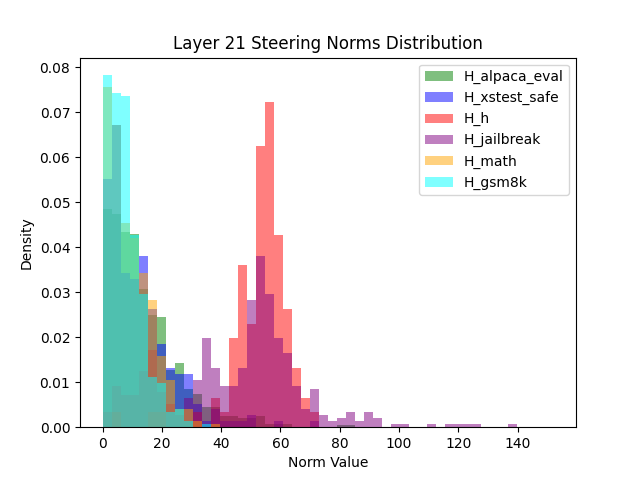 Layer 21 Steering Norms Distribution
H_alpaca_eval
H_xstest_safe
H_h
H_jailbreak
H_math
H_gsm8k
Density
0.08
0.07
0.06
0.05
0.04
0.03
0.02
0.01
0.00
0 20 40 60 80 100 120 140
Norm Value